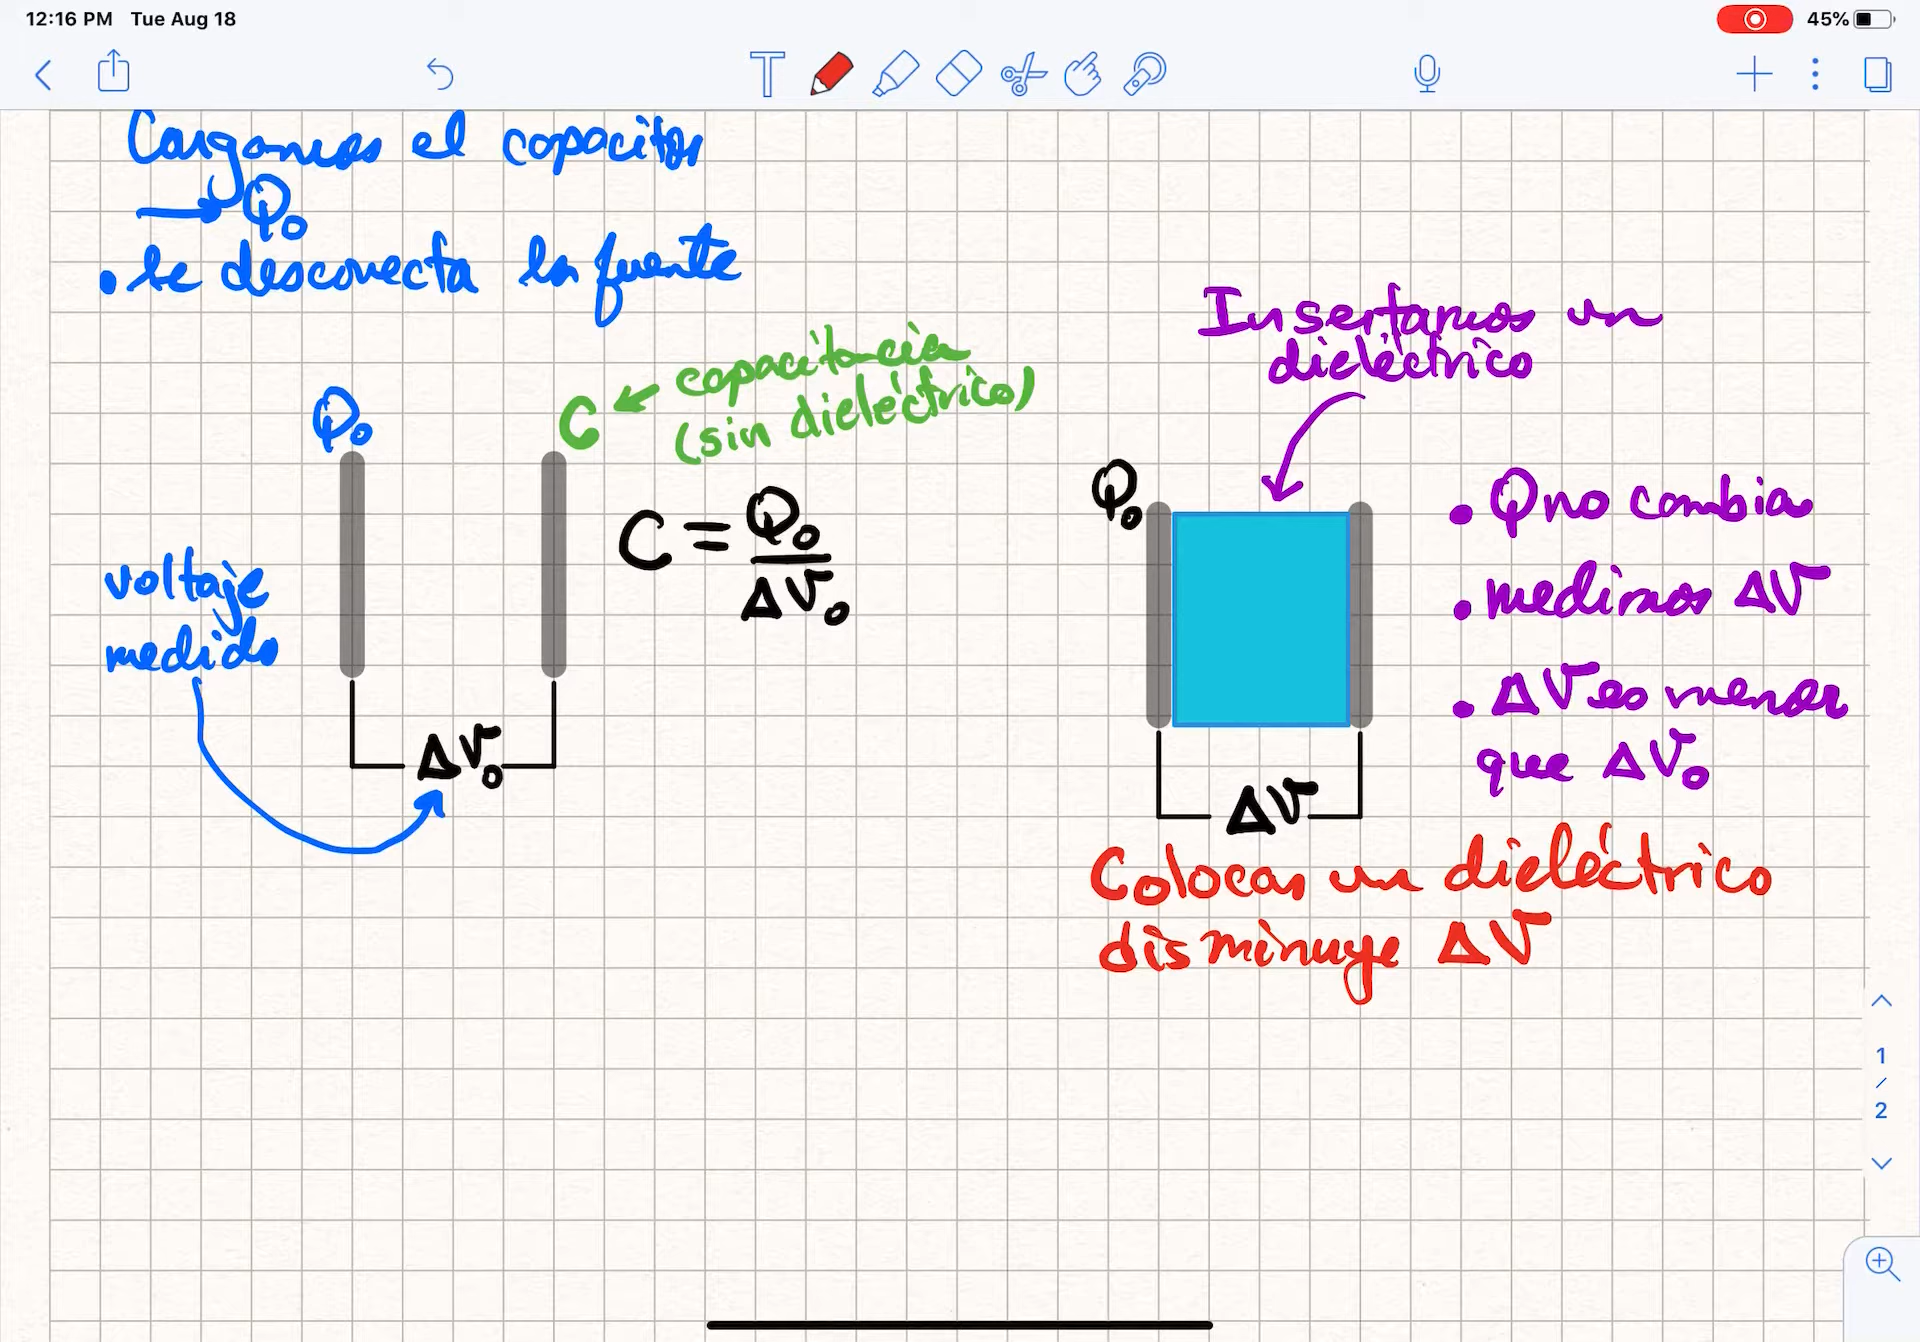 12:16 PM Tue Aug 18
45%
Cargamos el capacitor
→ Q₀
• Se desconecta la fuente
Q₀
C ← capacitancia
(sin dieléctrico)
C = Q₀
ΔV₀
voltaje
medido
ΔV₀
Insertamos un
dieléctrico
Q₀
• Q no cambia
• medimos ΔV
• ΔV es menor
que ΔV₀
ΔV
Colocar un dieléctrico
disminuye ΔV
1
/
2